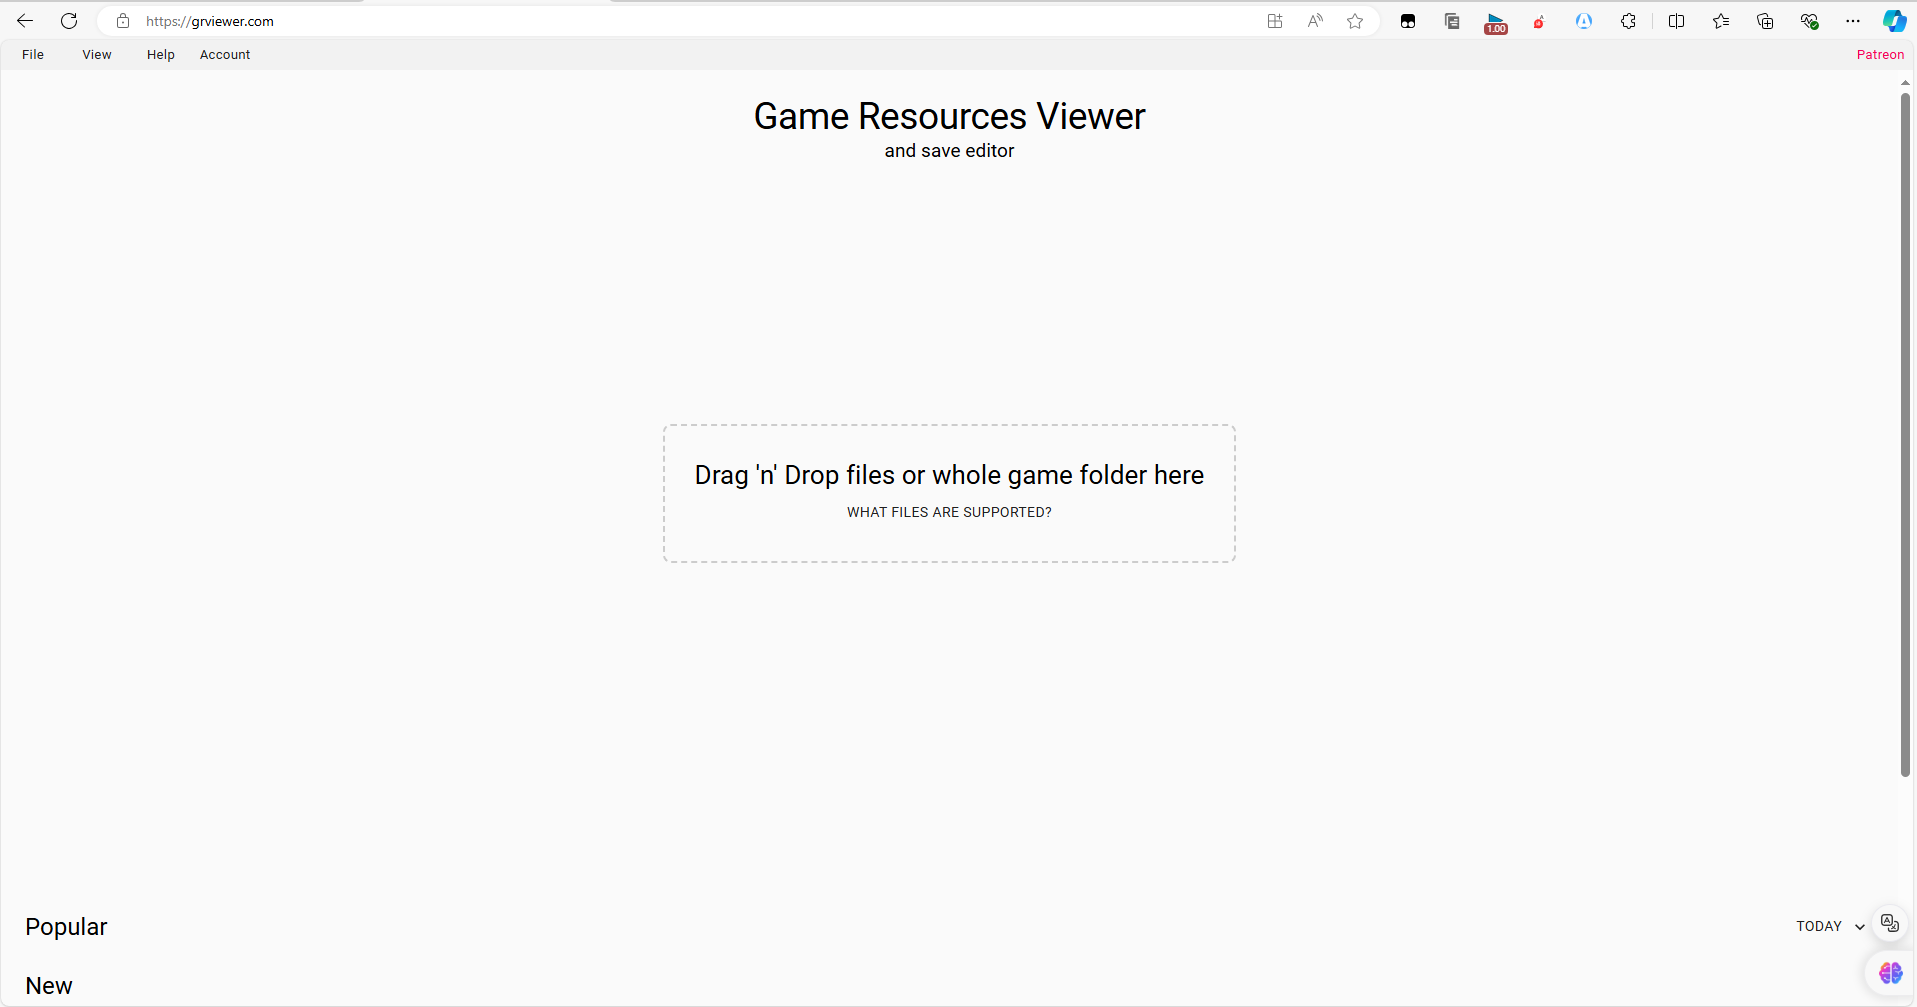 https://grviewer.com
1.00
File View Help Account Patreon
Game Resources Viewer
and save editor
Drag 'n' Drop files or whole game folder here
WHAT FILES ARE SUPPORTED?
Popular
TODAY
New